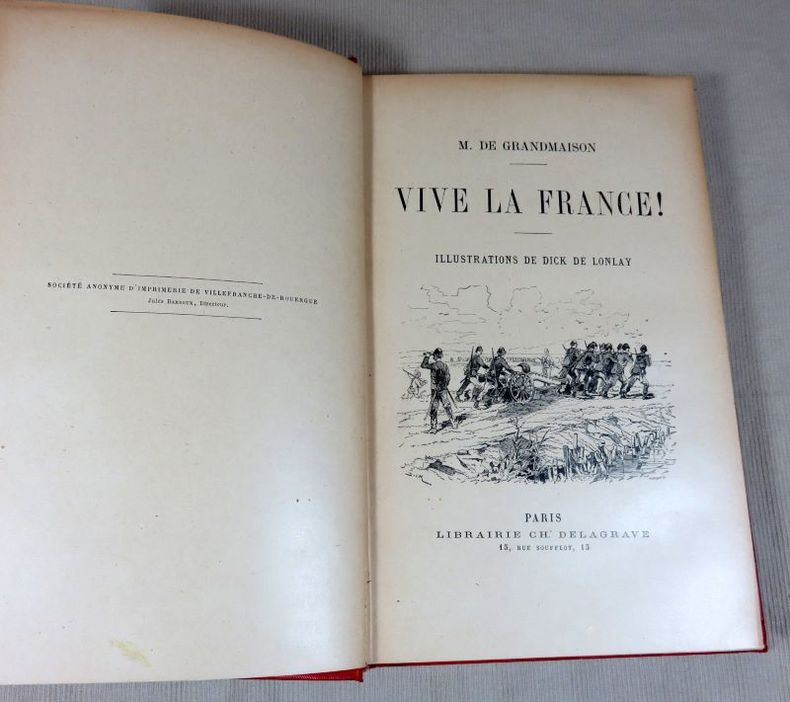 SOCIÉTÉ ANONYME D'IMPRIMERIE DE VILLEFRANCHE-DE-ROUERGUE
Jules Bardoux, Directeur.
M. DE GRANDMAISON
VIVE LA FRANCE!
ILLUSTRATIONS DE DICK DE LONLAY
PARIS
LIBRAIRIE CH. DELAGRAVE
15, RUE SOUFFLOT, 15